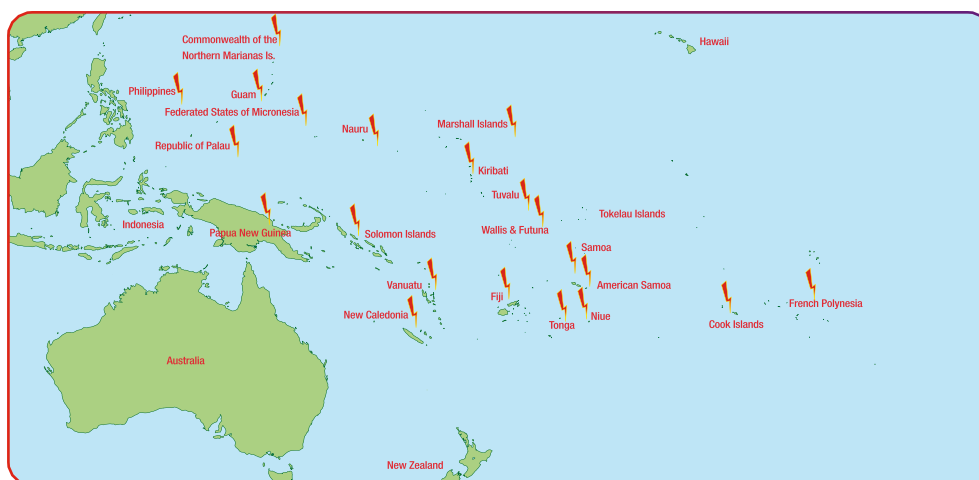 Commonwealth of the
Northern Marianas Is.
Hawaii
Philippines
Guam
Federated States of Micronesia
Nauru
Marshall Islands
Republic of Palau
Kiribati
Tuvalu
Tokelau Islands
Indonesia
Papua New Guinea
Solomon Islands
Wallis & Futuna
Samoa
Vanuatu
American Samoa
Fiji
French Polynesia
New Caledonia
Niue
Tonga
Cook Islands
Australia
New Zealand